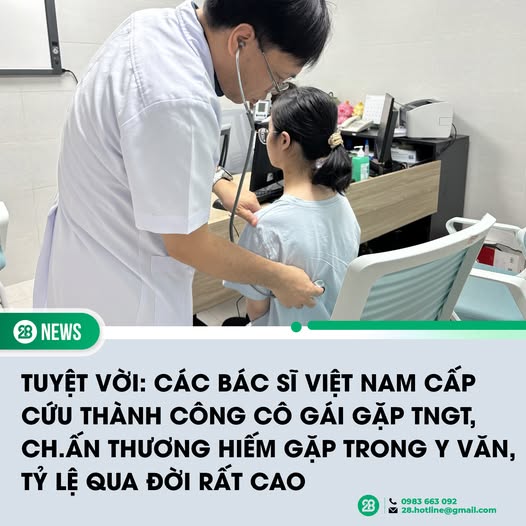 28 NEWS
TUYỆT VỜI: CÁC BÁC SĨ VIỆT NAM CẤP
CỨU THÀNH CÔNG CÔ GÁI GẶP TNGT,
CH.ẤN THƯƠNG HIẾM GẶP TRONG Y VĂN,
TỶ LỆ QUA ĐỜI RẤT CAO
28
0983 663 092
28.hotline@gmail.com